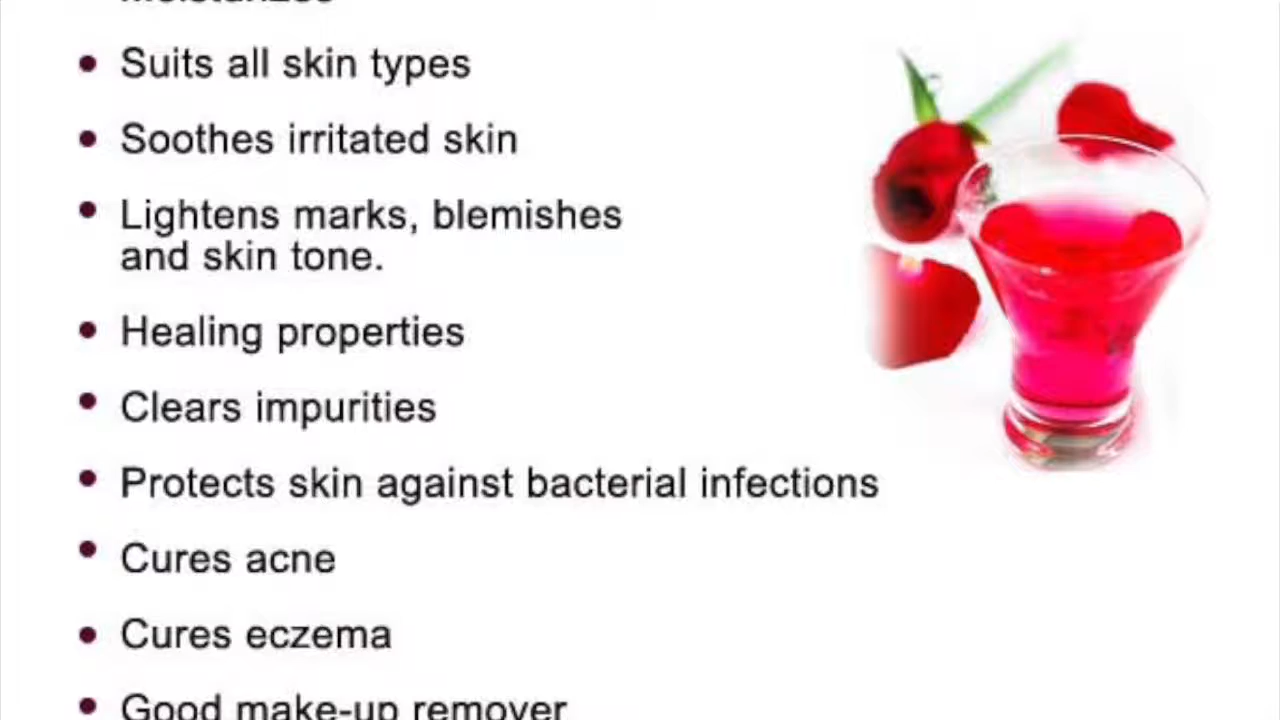 • Suits all skin types
• Soothes irritated skin
• Lightens marks, blemishes
and skin tone.
• Healing properties
• Clears impurities
• Protects skin against bacterial infections
• Cures acne
• Cures eczema
• Good make-up remover